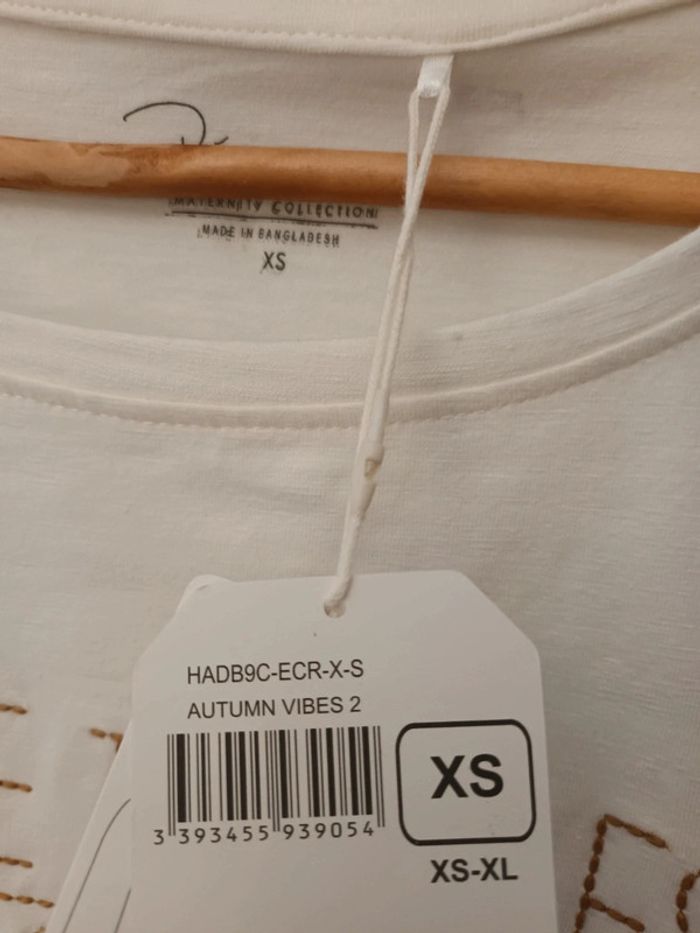 MATERNITY COLLECTION
MADE IN BANGLADESH
XS
HADB9C-ECR-X-S
AUTUMN VIBES 2
3 393455 939054
XS
XS-XL